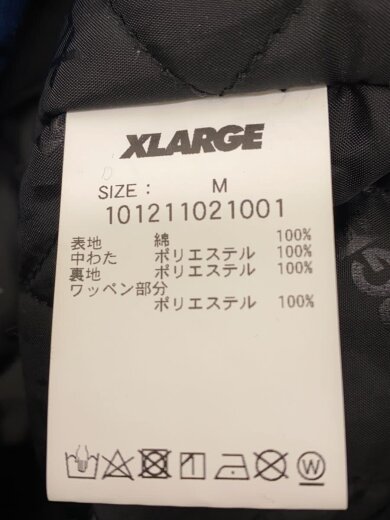 XLARGE
SIZE : M
101211021001
表地 綿 100%
中わた ポリエステル 100%
裏地 ポリエステル 100%
ワッペン部分
ポリエステル 100%
W